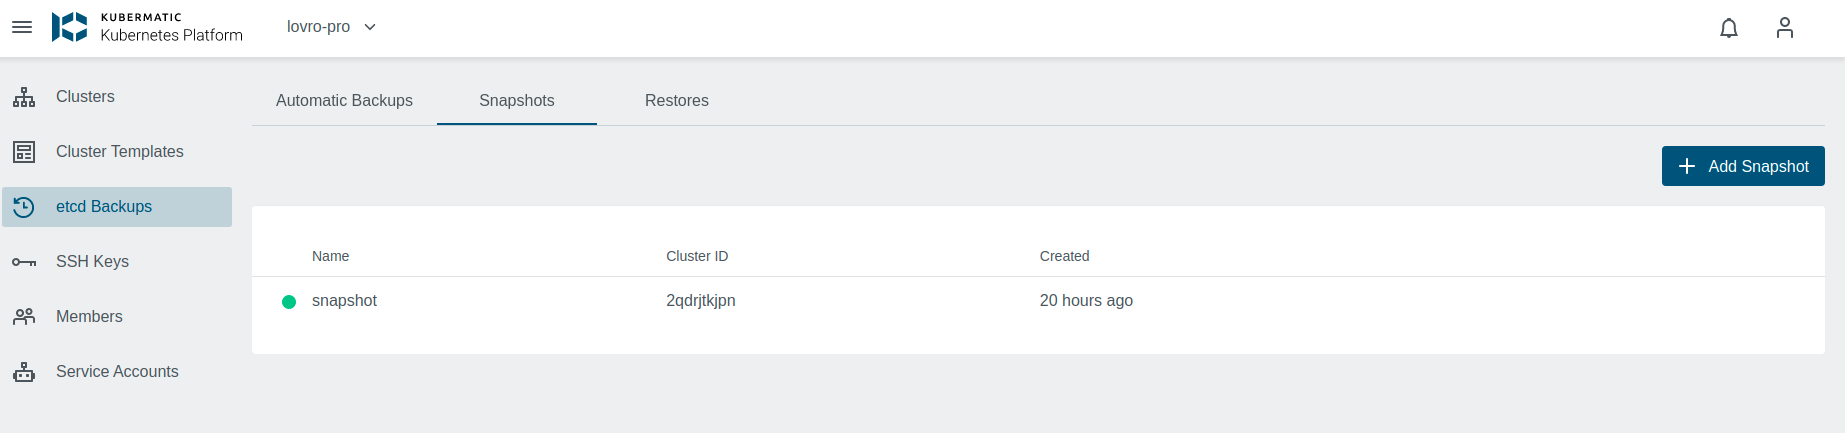 KUBERMATIC
Kubernetes Platform
lovro-pro
Clusters
Cluster Templates
etcd Backups
SSH Keys
Members
Service Accounts
Automatic Backups
Snapshots
Restores
Add Snapshot
Name
Cluster ID
Created
snapshot
2qdrjtkjpn
20 hours ago